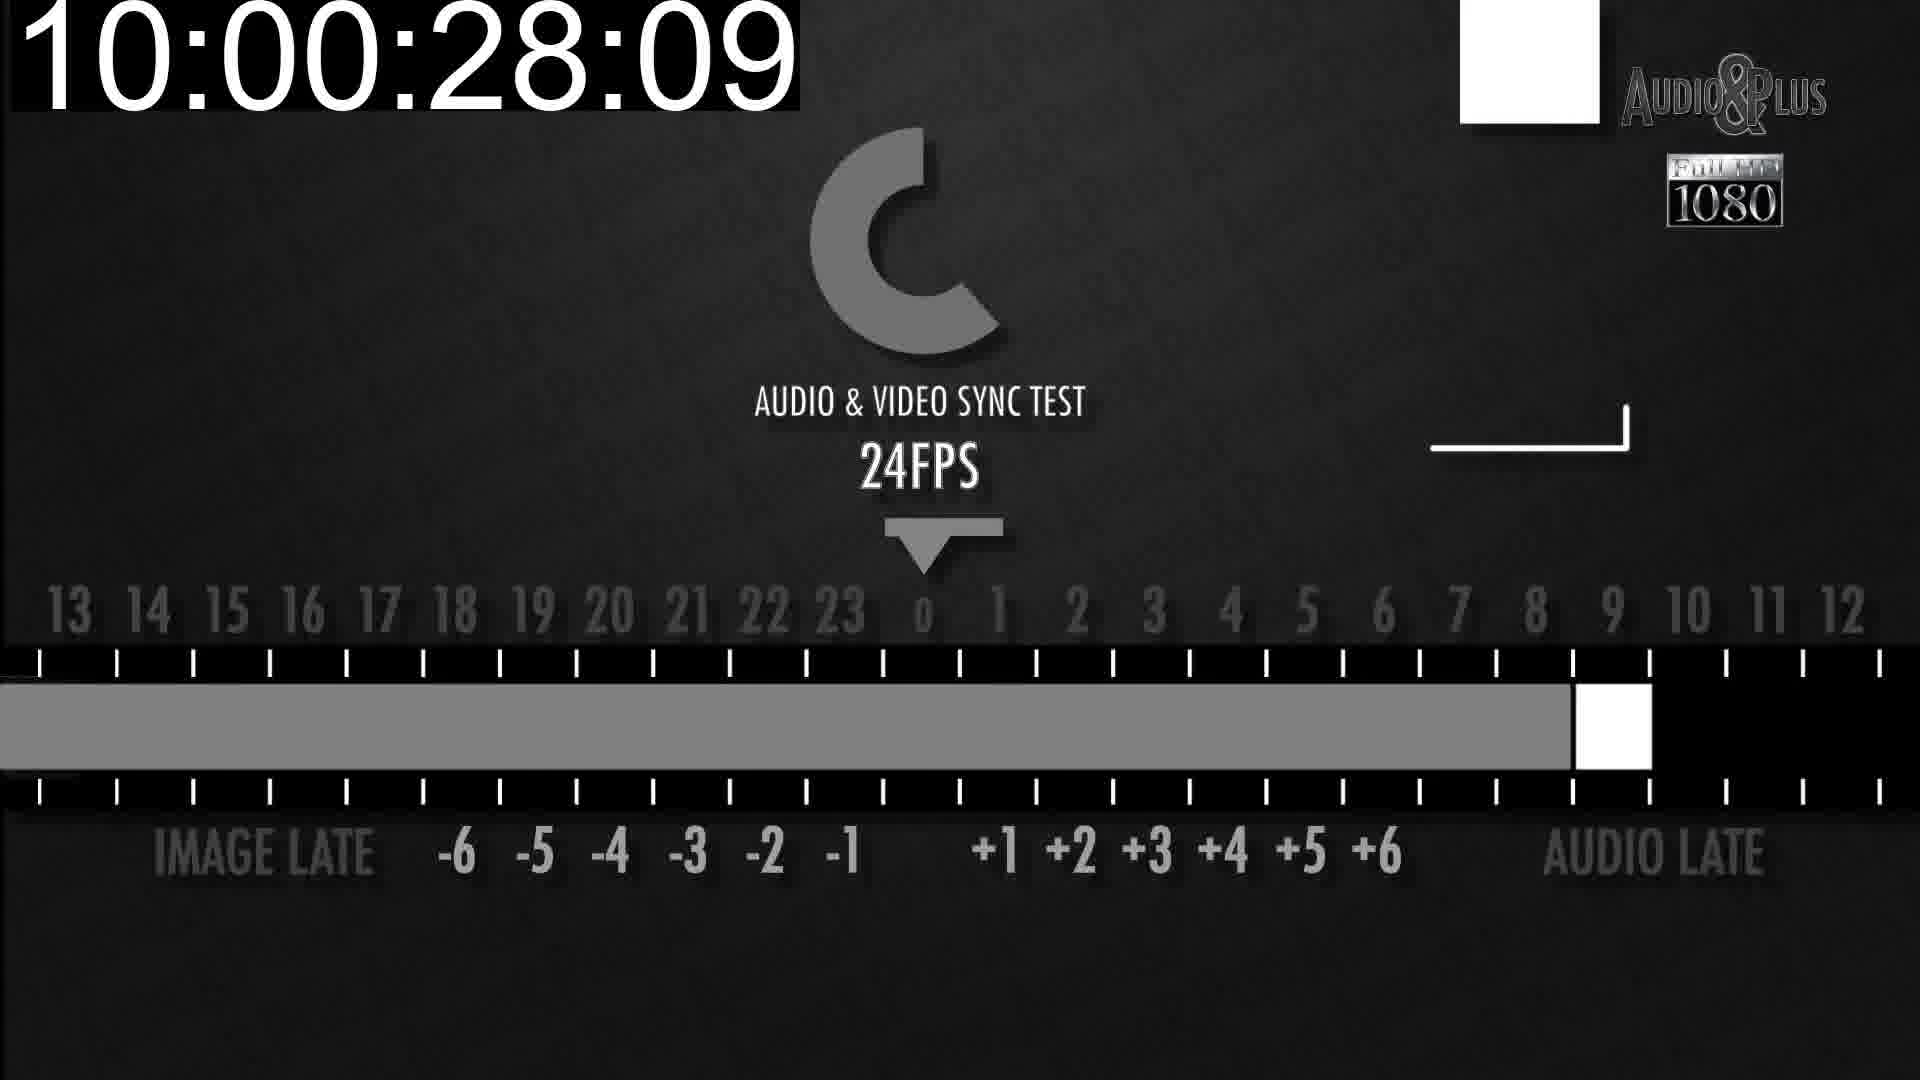 10:00:28:09
AUDIO&PLUS
Full HD
1080
AUDIO & VIDEO SYNC TEST
24FPS
13 14 15 16 17 18 19 20 21 22 23 0 1 2 3 4 5 6 7 8 9 10 11 12
IMAGE LATE -6 -5 -4 -3 -2 -1 +1 +2 +3 +4 +5 +6 AUDIO LATE